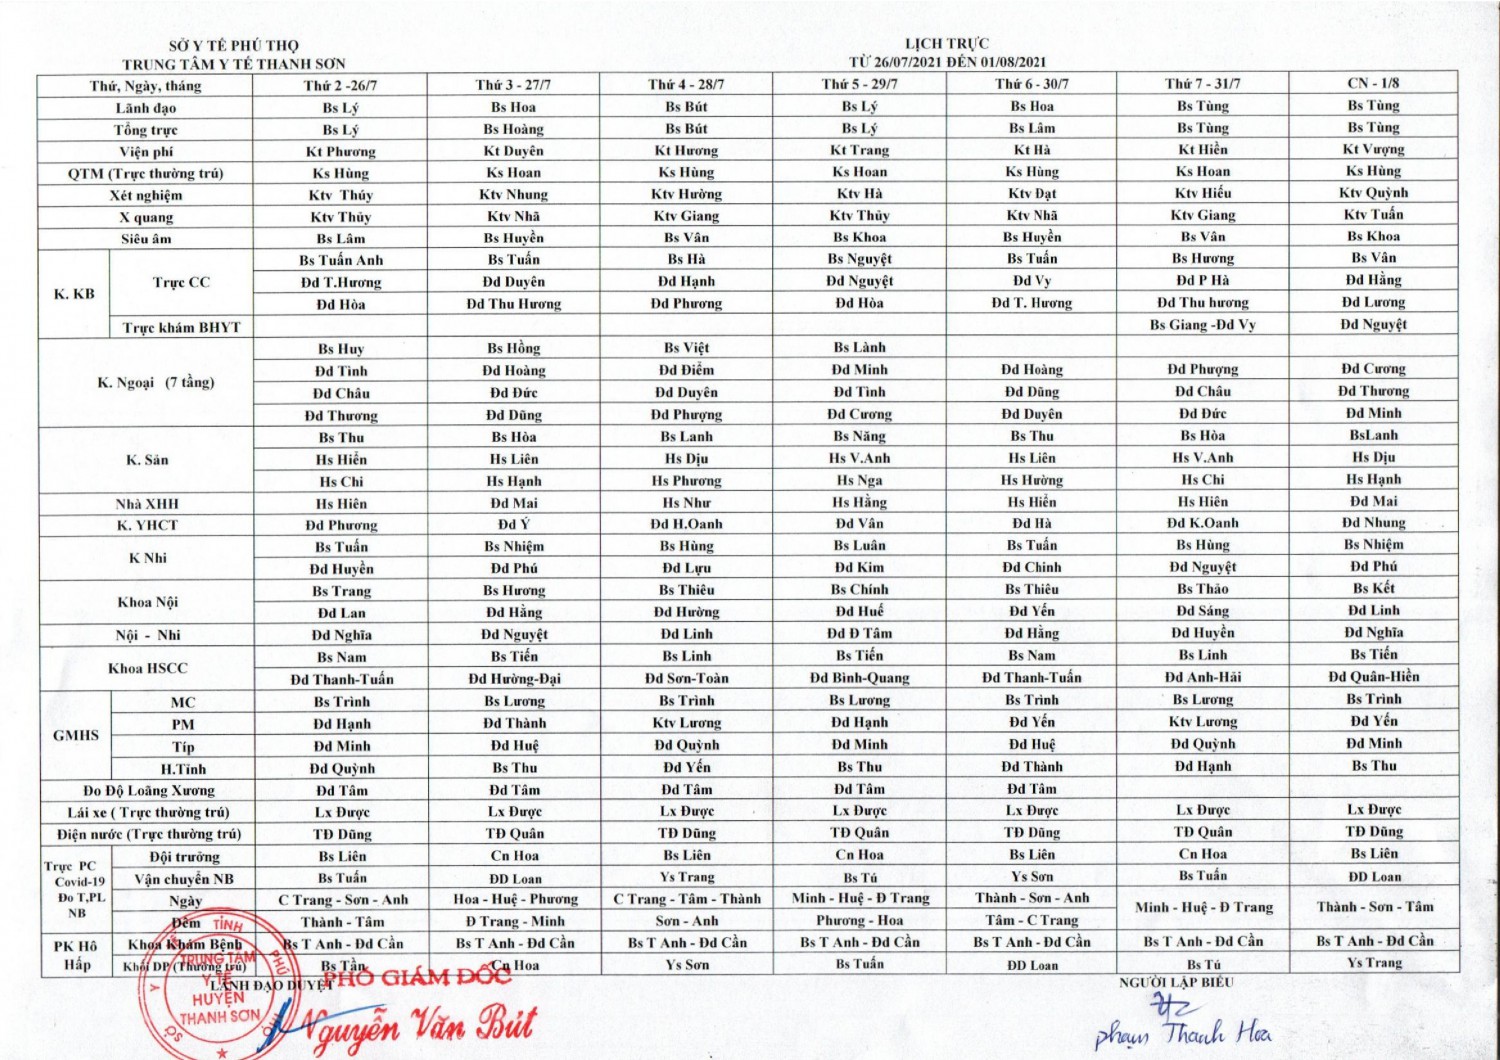 SỞ Y TẾ PHÚ THỌ
TRUNG TÂM Y TẾ THANH SƠN
LỊCH TRỰC
TỪ 26/07/2021 ĐẾN 01/08/2021
Thứ, Ngày, tháng Thứ 2 -26/7 Thứ 3 - 27/7 Thứ 4 - 28/7 Thứ 5 - 29/7 Thứ 6 - 30/7 Thứ 7 - 31/7 CN - 1/8
Lãnh đạo Bs Lý Bs Hoa Bs Bút Bs Lý Bs Hoa Bs Tùng Bs Tùng
Tổng trực Bs Lý Bs Hoàng Bs Bút Bs Lý Bs Lâm Bs Tùng Bs Tùng
Viện phí Kt Phương Kt Duyên Kt Hương Kt Trang Kt Hà Kt Hiền Kt Vượng
QTM (Trực thường trú) Ks Hùng Ks Hoan Ks Hùng Ks Hoan Ks Hùng Ks Hoan Ks Hùng
Xét nghiệm Ktv Thúy Ktv Nhung Ktv Hường Ktv Hà Ktv Đạt Ktv Hiếu Ktv Quỳnh
X quang Ktv Thủy Ktv Nhã Ktv Giang Ktv Thủy Ktv Nhã Ktv Giang Ktv Tuấn
Siêu âm Bs Lâm Bs Huyền Bs Vân Bs Khoa Bs Huyền Bs Vân Bs Khoa
K. KB Trực CC Bs Tuấn Anh Bs Tuấn Bs Hà Bs Nguyệt Bs Tuấn Bs Hương Bs Vân
Đd T.Hương Đd Duyên Đd Hạnh Đd Nguyệt Đd Vy Đd P Hà Đd Hằng
Đd Hòa Đd Thu Hương Đd Phương Đd Hòa Đd T. Hương Đd Thu hương Đd Lương
Trực khám BHYT Bs Giang -Đd Vy Đd Nguyệt
K. Ngoại (7 tầng) Bs Huy Bs Hồng Bs Việt Bs Lành
Đd Tình Đd Hoàng Đd Điểm Đd Minh Đd Hoàng Đd Phượng Đd Cương
Đd Châu Đd Đức Đd Duyên Đd Tình Đd Dũng Đd Châu Đd Thương
Đd Thương Đd Dũng Đd Phượng Đd Cương Đd Duyên Đd Đức Đd Minh
K. Sản Bs Thu Bs Hòa Bs Lanh Bs Năng Bs Thu Bs Hòa BsLanh
Hs Hiển Hs Liên Hs Dịu Hs V.Anh Hs Liên Hs V.Anh Hs Dịu
Hs Chi Hs Hạnh Hs Phương Hs Nga Hs Hường Hs Chi Hs Hạnh
Nhà XHH Hs Hiên Đd Mai Hs Như Hs Hằng Hs Hiển Hs Hiên Đd Mai
K. YHCT Đd Phương Đd Ý Đd H.Oanh Đd Vân Đd Hà Đd K.Oanh Đd Nhung
K Nhi Bs Tuấn Bs Nhiệm Bs Hùng Bs Luân Bs Tuấn Bs Hùng Bs Nhiệm
Đd Huyền Đd Phú Đd Lựu Đd Kim Đd Chinh Đd Nguyệt Đd Phú
Khoa Nội Bs Trang Bs Hương Bs Thiêu Bs Chính Bs Thiêu Bs Thảo Bs Kết
Đd Lan Đd Hằng Đd Hường Đd Huế Đd Yến Đd Sáng Đd Linh
Nội - Nhi Đd Nghĩa Đd Nguyệt Đd Linh Đd Đ Tâm Đd Hằng Đd Huyền Đd Nghĩa
Khoa HSCC Bs Nam Bs Tiến Bs Linh Bs Tiến Bs Nam Bs Linh Bs Tiến
Đd Thanh-Tuấn Đd Hường-Đại Đd Sơn-Toàn Đd Bình-Quang Đd Thanh-Tuấn Đd Anh-Hải Đd Quân-Hiền
GMHS MC Bs Trình Bs Lương Bs Trình Bs Lương Bs Trình Bs Lương Bs Trình
PM Đd Hạnh Đd Thành Ktv Lương Đd Hạnh Đd Yến Ktv Lương Đd Yến
Típ Đd Minh Đd Huệ Đd Quỳnh Đd Minh Đd Huệ Đd Quỳnh Đd Minh
H.Tỉnh Đd Quỳnh Bs Thu Đd Yến Bs Thu Đd Thành Đd Hạnh Bs Thu
Đo Độ Loãng Xương Đd Tâm Đd Tâm Đd Tâm Đd Tâm Đd Tâm
Lái xe ( Trực thường trú) Lx Được Lx Được Lx Được Lx Được Lx Được Lx Được Lx Được
Điện nước (Trực thường trú) TĐ Dũng TĐ Quân TĐ Dũng TĐ Quân TĐ Dũng TĐ Quân TĐ Dũng
Trực PC Covid-19 Đo T,PL NB Đội trưởng Bs Liên Cn Hoa Bs Liên Cn Hoa Bs Liên Cn Hoa Bs Liên
Vận chuyển NB Bs Tuấn ĐD Loan Ys Trang Bs Tú Ys Sơn Bs Tuấn ĐD Loan
Ngày C Trang - Sơn - Anh Hoa - Huệ - Phương C Trang - Tâm - Thành Minh - Huệ - Đ Trang Thành - Sơn - Anh Minh - Huệ - Đ Trang Thành - Sơn - Tâm
Đêm Thành - Tâm Đ Trang - Minh Sơn - Anh Phương - Hoa Tâm - C Trang
PK Hô Hấp Khoa Khám Bệnh Bs T Anh - Đd Cần Bs T Anh - Đd Cần Bs T Anh - Đd Cần Bs T Anh - Đd Cần Bs T Anh - Đd Cần Bs T Anh - Đd Cần Bs T Anh - Đd Cần
Khối DP (Thường trú) Bs Tần Cn Hoa Ys Sơn Bs Tuấn ĐD Loan Bs Tú Ys Trang
LÃNH ĐẠO DUYỆT
PHÓ GIÁM ĐỐC
Nguyễn Văn Bút
NGƯỜI LẬP BIỂU
phạm Thanh Hoa
TRUNG TÂM
Y TẾ
HUYỆN
THANH SƠN